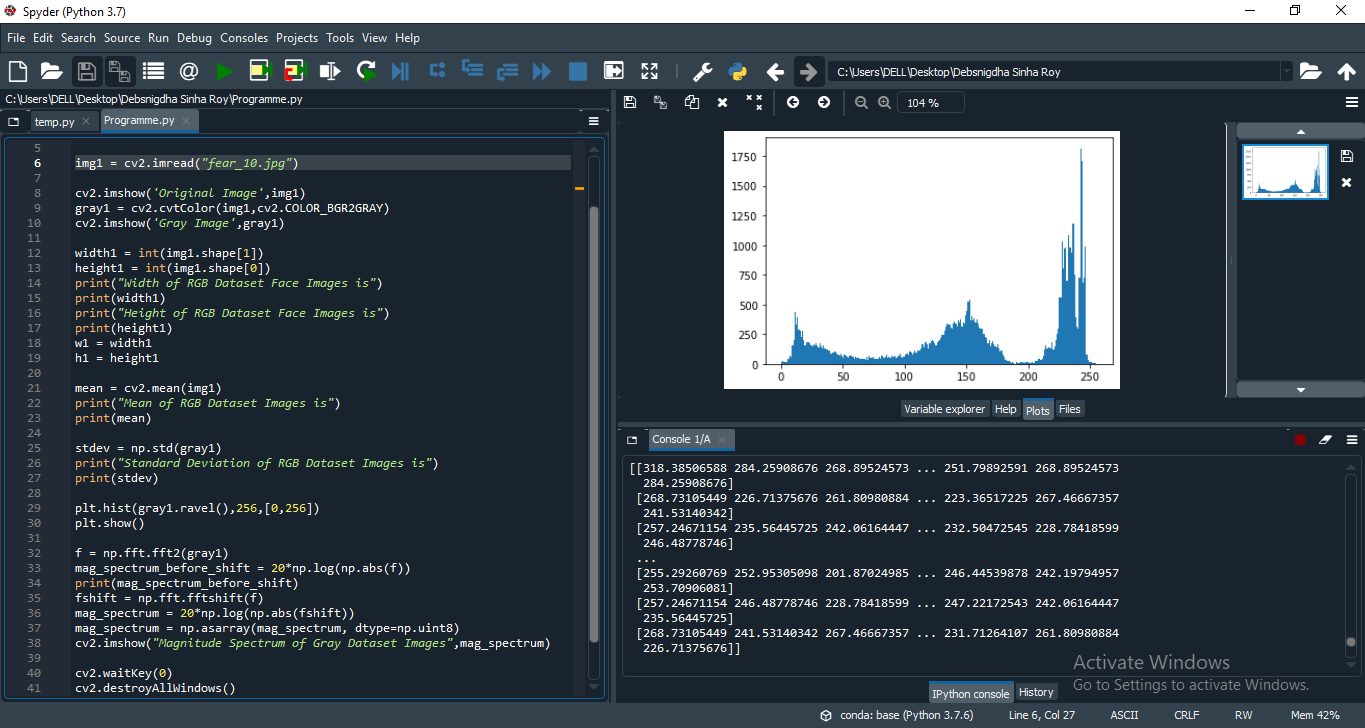 Spyder (Python 3.7)
File Edit Search Source Run Debug Consoles Projects Tools View Help
C:\Users\DELL\Desktop\Debsnigdha Sinha Roy
C:\Users\DELL\Desktop\Debsnigdha Sinha Roy\Programme.py
temp.py
Programme.py
5
6 img1 = cv2.imread("fear_10.jpg")
7
8 cv2.imshow('Original Image',img1)
9 gray1 = cv2.cvtColor(img1,cv2.COLOR_BGR2GRAY)
10 cv2.imshow('Gray Image',gray1)
11
12 width1 = int(img1.shape[1])
13 height1 = int(img1.shape[0])
14 print("Width of RGB Dataset Face Images is")
15 print(width1)
16 print("Height of RGB Dataset Face Images is")
17 print(height1)
18 w1 = width1
19 h1 = height1
20
21 mean = cv2.mean(img1)
22 print("Mean of RGB Dataset Images is")
23 print(mean)
24
25 stdev = np.std(gray1)
26 print("Standard Deviation of RGB Dataset Images is")
27 print(stdev)
28
29 plt.hist(gray1.ravel(),256,[0,256])
30 plt.show()
31
32 f = np.fft.fft2(gray1)
33 mag_spectrum_before_shift = 20*np.log(np.abs(f))
34 print(mag_spectrum_before_shift)
35 fshift = np.fft.fftshift(f)
36 mag_spectrum = 20*np.log(np.abs(fshift))
37 mag_spectrum = np.asarray(mag_spectrum, dtype=np.uint8)
38 cv2.imshow("Magnitude Spectrum of Gray Dataset Images",mag_spectrum)
39
40 cv2.waitKey(0)
41 cv2.destroyAllWindows()
104 %
1750
1500
1250
1000
750
500
250
0
0 50 100 150 200 250
Variable explorer Help Plots Files
Console 1/A
[[318.38506588 284.25908676 268.89524573 ... 251.79892591 268.89524573
284.25908676]
[268.73105449 226.71375676 261.80980884 ... 223.36517225 267.46667357
241.53140342]
[257.24671154 235.56445725 242.06164447 ... 232.50472545 228.78418599
246.48778746]
...
[255.29260769 252.95305098 201.87024985 ... 246.44539878 242.19794957
253.70906081]
[257.24671154 246.48778746 228.78418599 ... 247.22172543 242.06164447
235.56445725]
[268.73105449 241.53140342 267.46667357 ... 231.71264107 261.80980884
226.71375676]]
Activate Windows
Go to Settings to activate Windows.
IPython console History
conda: base (Python 3.7.6) Line 6, Col 27 ASCII CRLF RW Mem 42%